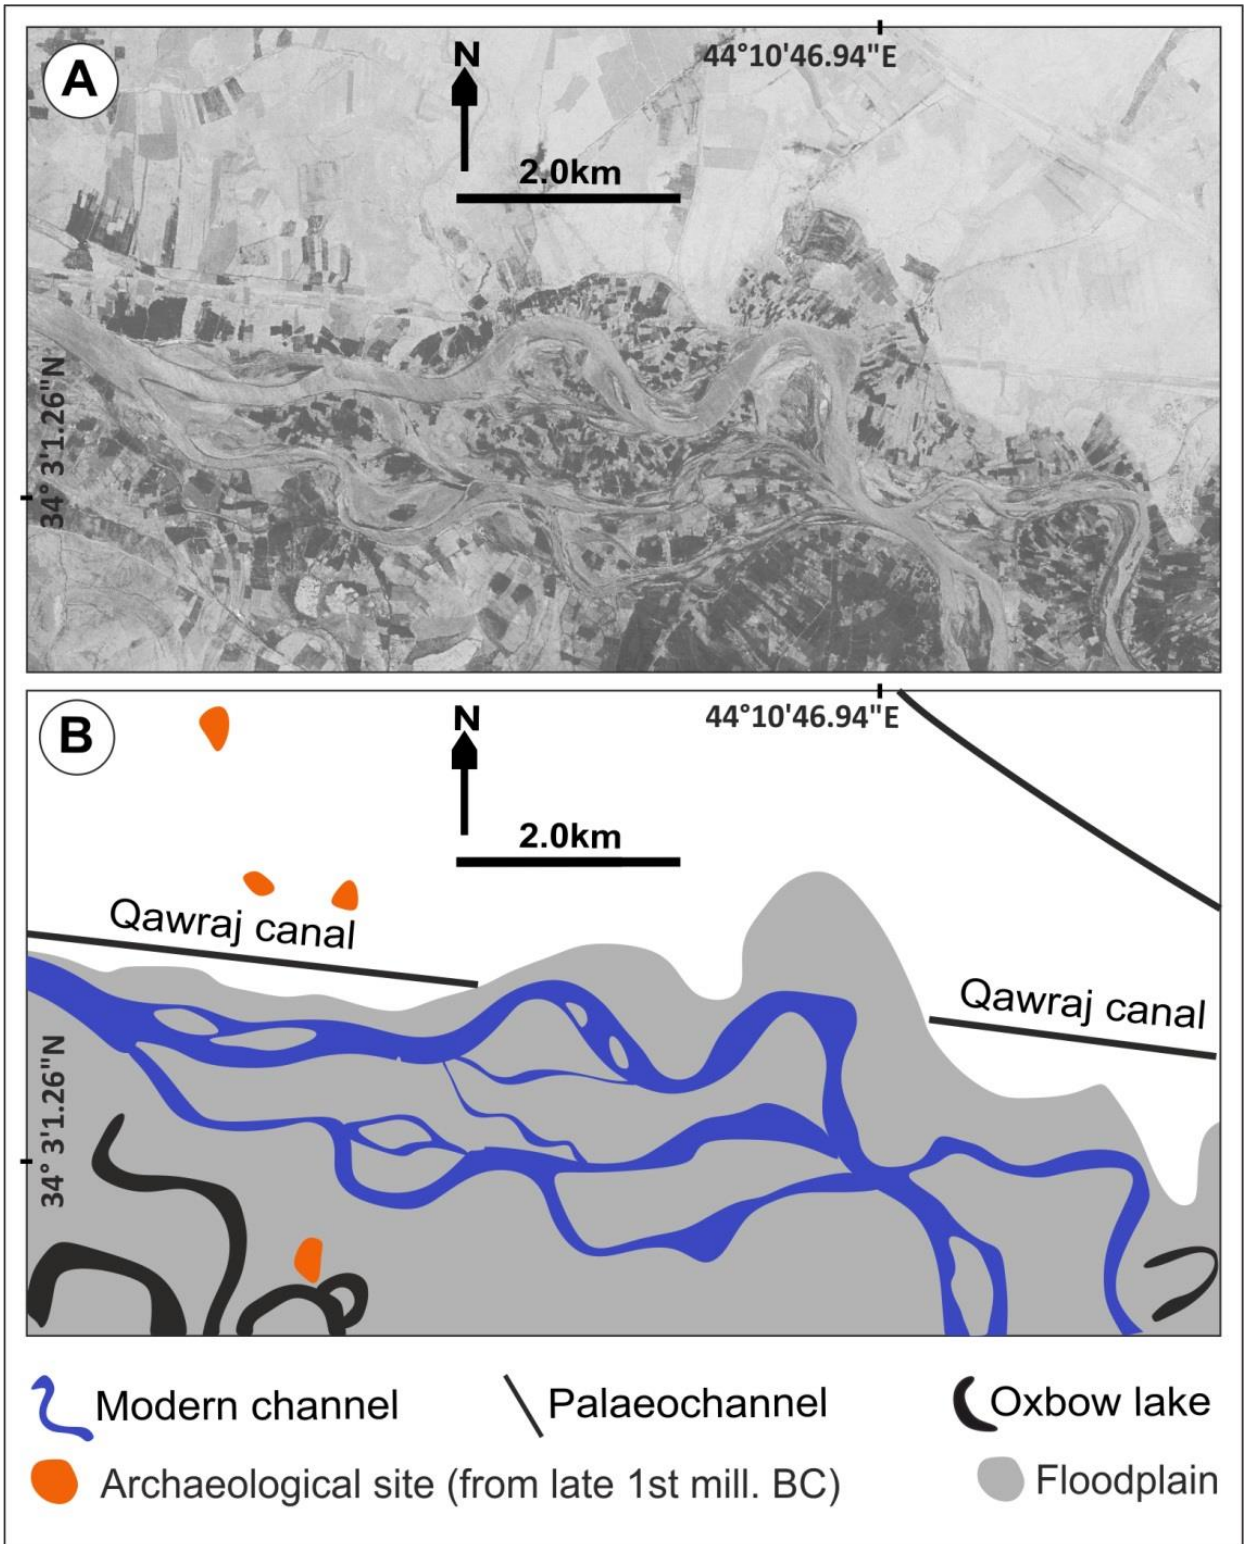 A
N
44°10'46.94"E
2.0km
34° 3'1.26"N
B
N
44°10'46.94"E
2.0km
Qawraj canal
Qawraj canal
34° 3'1.26"N
Modern channel
Palaeochannel
Oxbow lake
Archaeological site (from late 1st mill. BC)
Floodplain